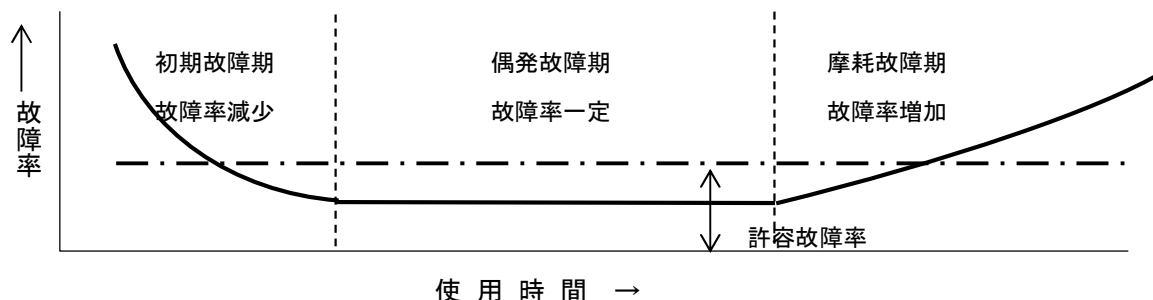 初期故障期
故障率減少
偶発故障期
故障率一定
摩耗故障期
故障率増加
故障率
許容故障率
使用時間 →